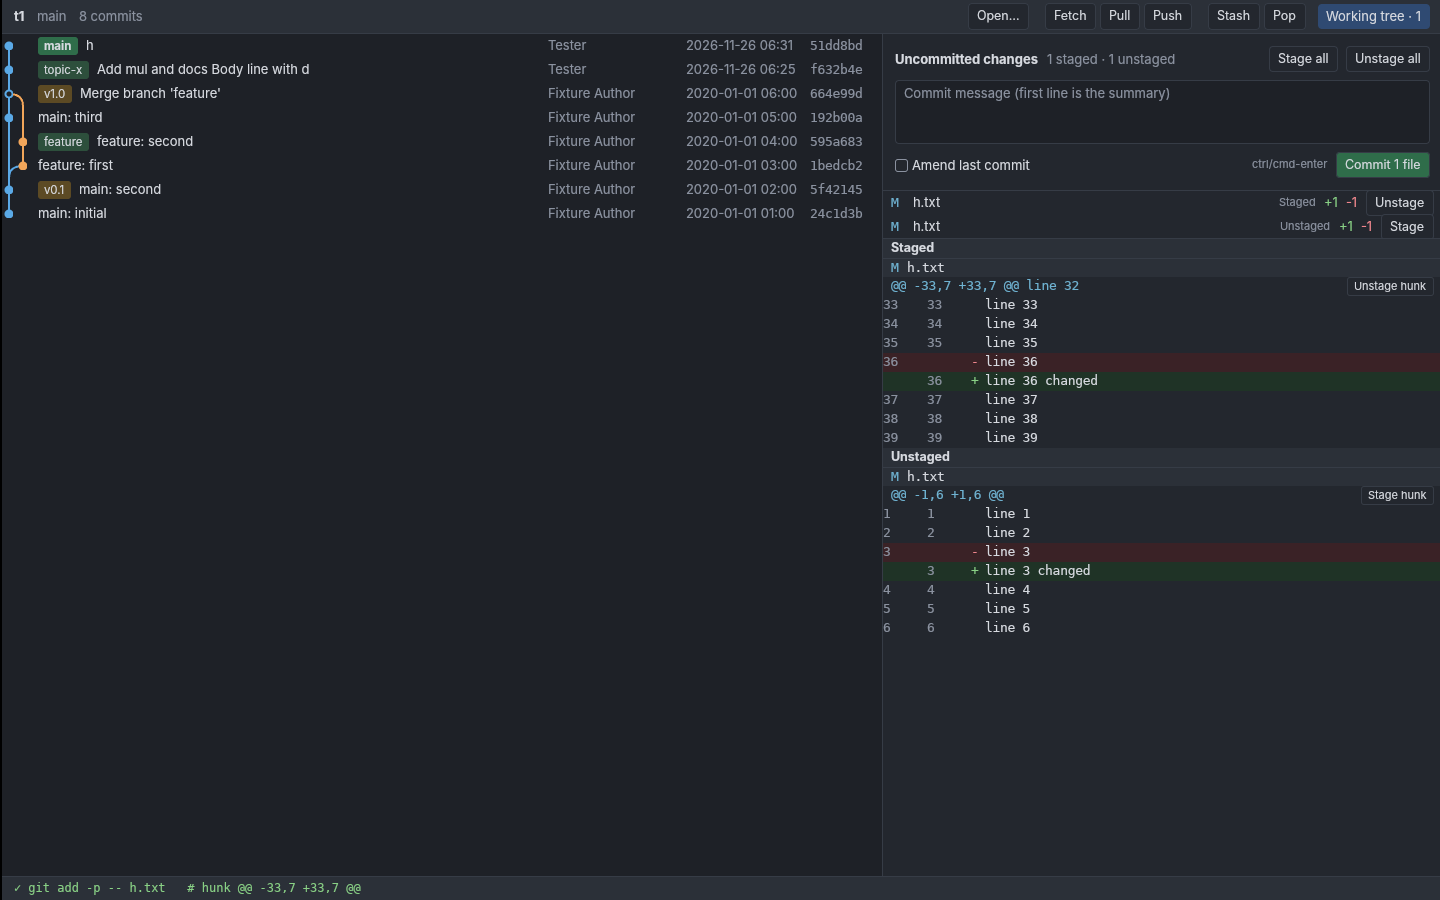 t1 main 8 commits Open... Fetch Pull Push Stash Pop Working tree · 1
main h Tester 2026-11-26 06:31 51dd8bd
topic-x Add mul and docs Body line with d Tester 2026-11-26 06:25 f632b4e
v1.0 Merge branch 'feature' Fixture Author 2020-01-01 06:00 664e99d
main: third Fixture Author 2020-01-01 05:00 192b00a
feature feature: second Fixture Author 2020-01-01 04:00 595a683
feature: first Fixture Author 2020-01-01 03:00 1bedcb2
v0.1 main: second Fixture Author 2020-01-01 02:00 5f42145
main: initial Fixture Author 2020-01-01 01:00 24c1d3b
Uncommitted changes 1 staged · 1 unstaged Stage all Unstage all
Commit message (first line is the summary)
Amend last commit ctrl/cmd-enter Commit 1 file
M h.txt Staged +1 -1 Unstage
M h.txt Unstaged +1 -1 Stage
Staged
M h.txt
@@ -33,7 +33,7 @@ line 32 Unstage hunk
33 33 line 33
34 34 line 34
35 35 line 35
36 - line 36
36 + line 36 changed
37 37 line 37
38 38 line 38
39 39 line 39
Unstaged
M h.txt
@@ -1,6 +1,6 @@ Stage hunk
1 1 line 1
2 2 line 2
3 - line 3
3 + line 3 changed
4 4 line 4
5 5 line 5
6 6 line 6
✓ git add -p -- h.txt # hunk @@ -33,7 +33,7 @@